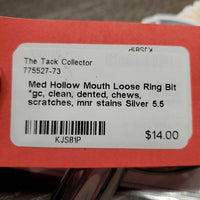 The Tack Collector
775527-73
Med Hollow Mouth Loose Ring Bit
*gc, clean, dented, chews,
scratches, mnr stains Silver 5.5
KJS81P
$14.00